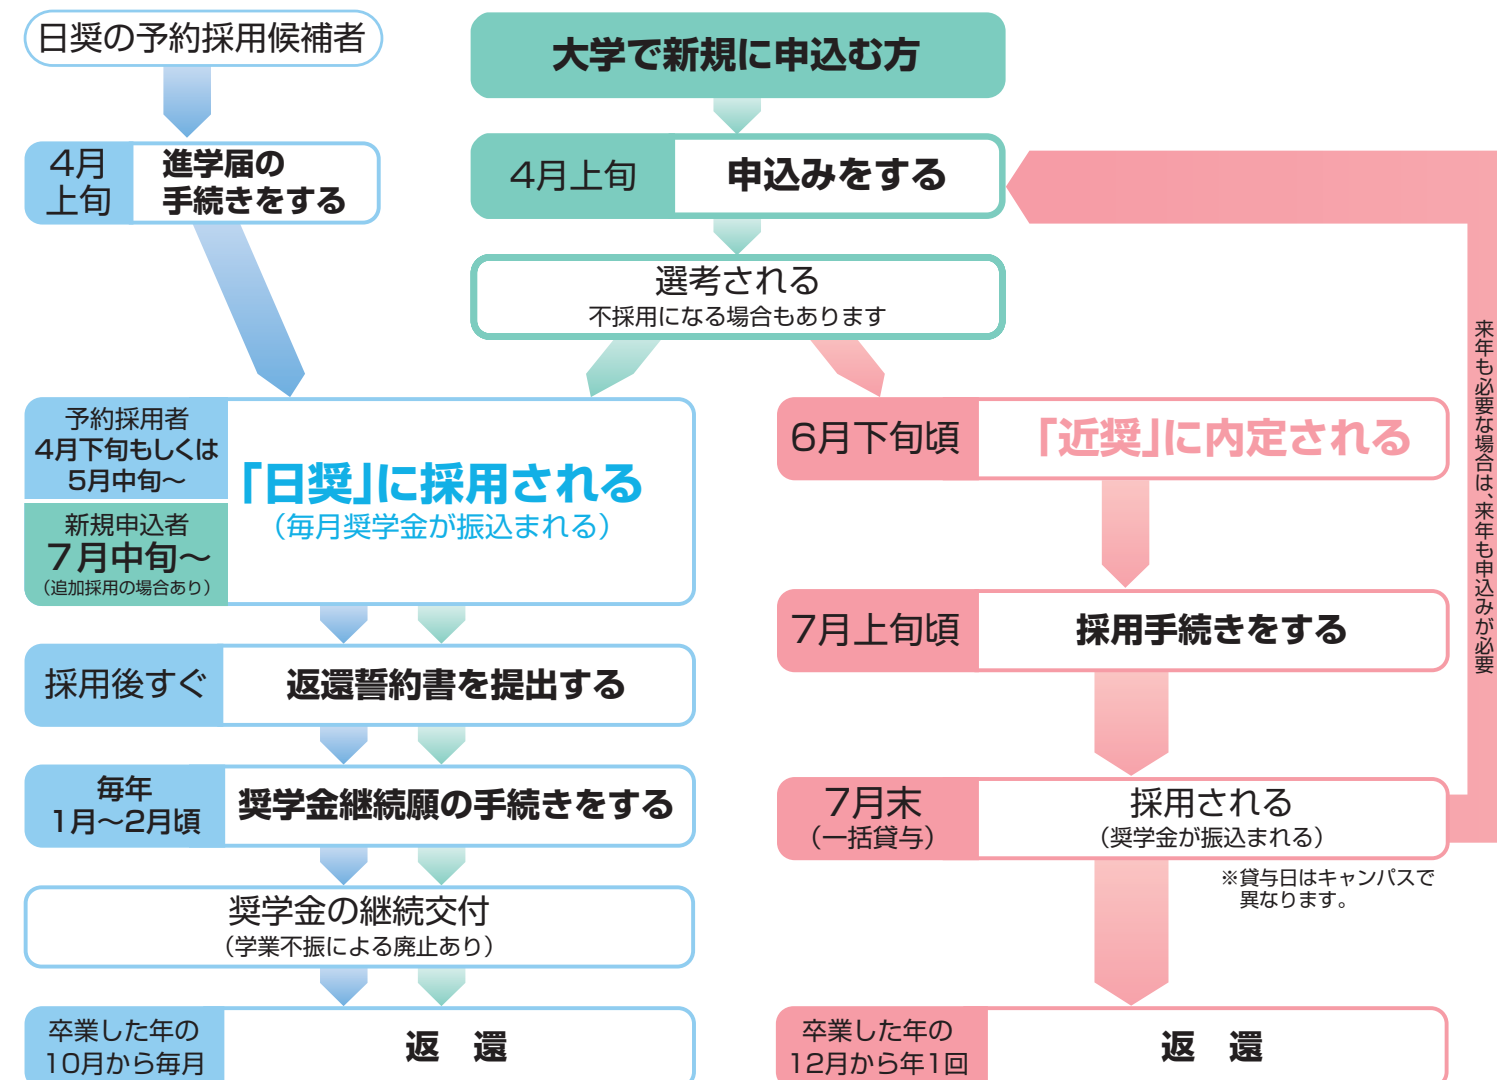 日奨の予約採用候補者
4月
上旬
進学届の
手続きをする
大学で新規に申込む方
4月上旬
申込みをする
選考される
不採用になる場合もあります
予約採用者
4月下旬もしくは
5月中旬～
新規申込者
7月中旬～
（追加採用の場合あり）
「日奨」に採用される
（毎月奨学金が振込まれる）
採用後すぐ
返還誓約書を提出する
毎年
1月～2月頃
奨学金継続願の手続きをする
奨学金の継続交付
（学業不振による廃止あり）
卒業した年の
10月から毎月
返　還
6月下旬頃
「近奨」に内定される
7月上旬頃
採用手続きをする
7月末
（一括貸与）
採用される
（奨学金が振込まれる）
※貸与日はキャンパスで
異なります。
卒業した年の
12月から年1回
返　還
来年も必要な場合は、来年も申込みが必要